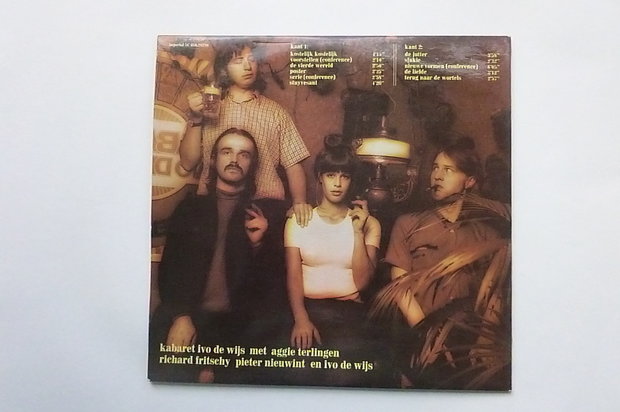 kant 1:
kostelijk kostelijk
voorstellen (conference)
de vierde wereld
poster
serie (conference)
stuyvesant
kant 2:
de jutter
sjakie
nieuwe vormen (conference)
de liefde
terug naar de wortels
kabaret ivo de wijs met aggie terlingen
richard fritschy pieter nieuwint en ivo de wijs